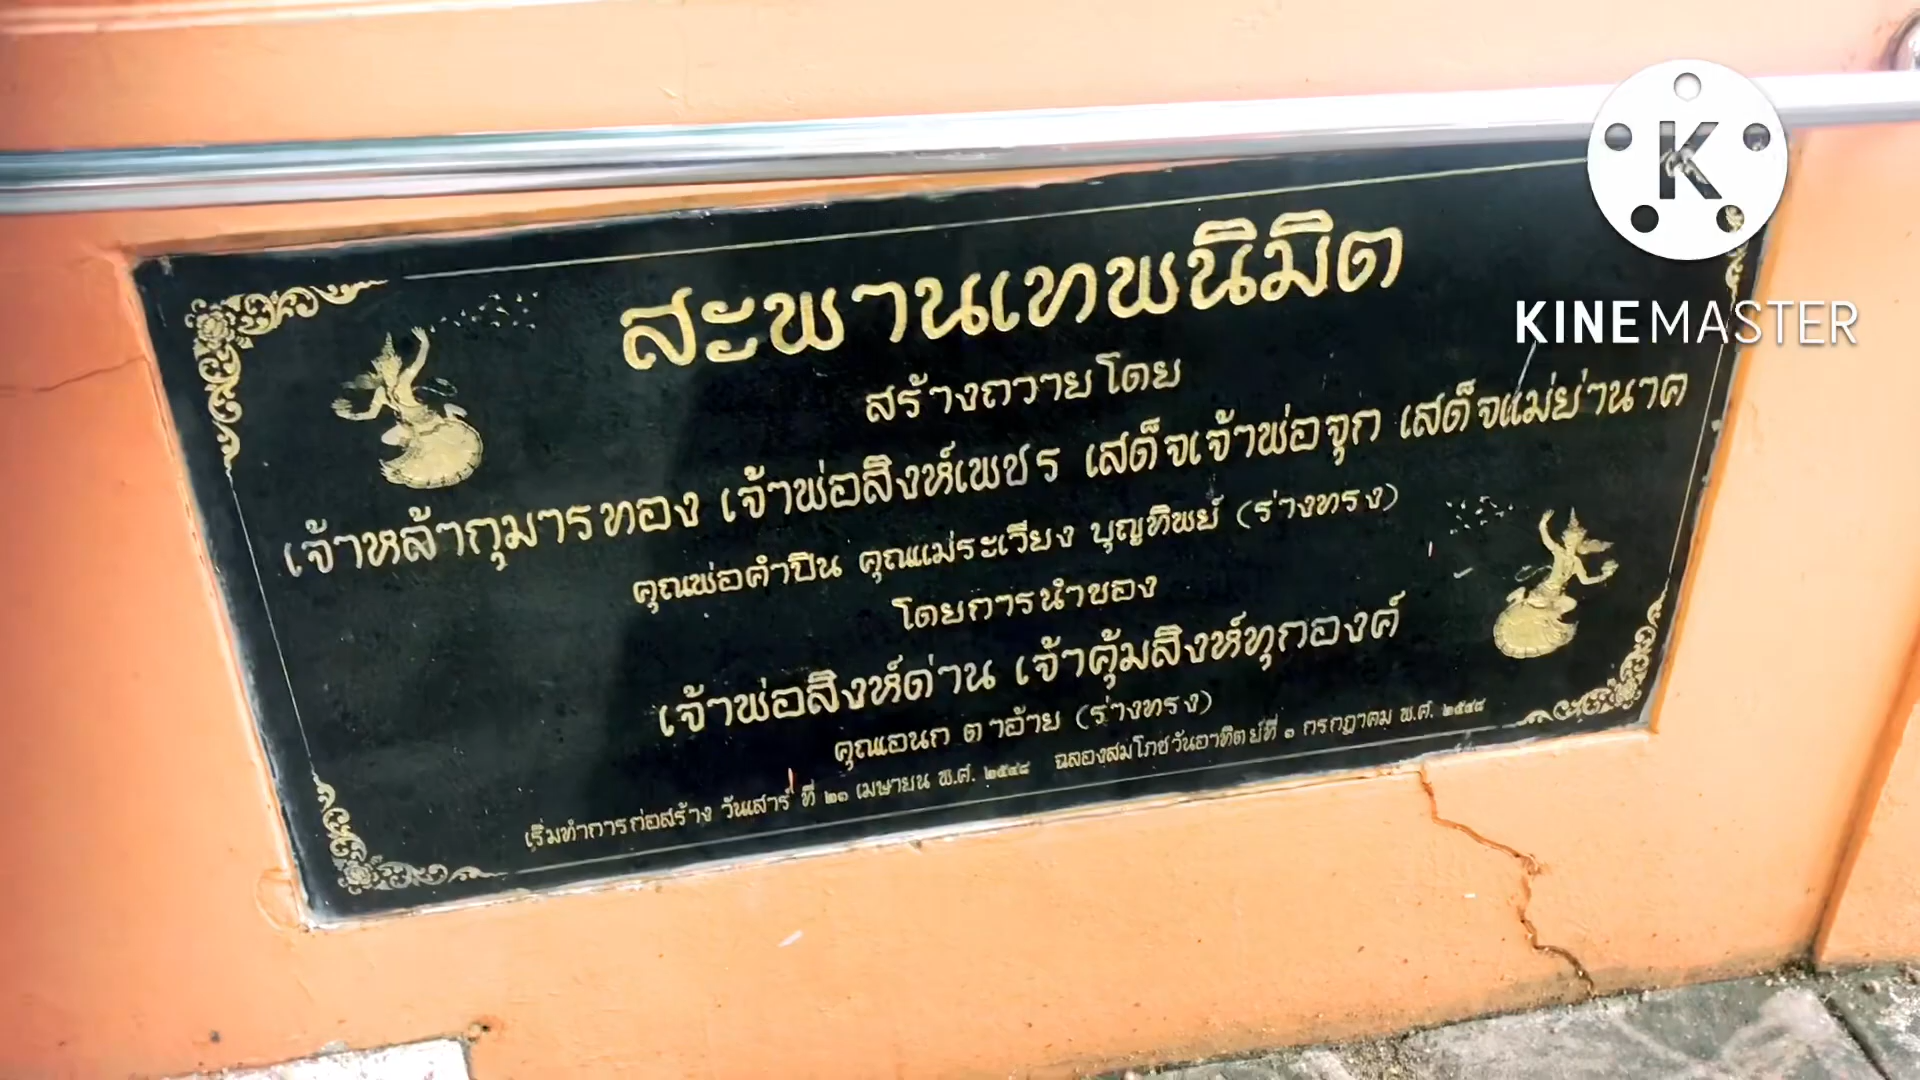 สะพานเทพนิมิต
สร้างถวายโดย
เจ้าหล้ากุมารทอง เจ้าพ่อสิงห์เพชร เสด็จเจ้าพ่อจุก เสด็จแม่ย่านาค
คุณพ่อคำปิน คุณแม่ระเวียง บุญทิพย์ (ร่างทรง)
โดยการนำของ
เจ้าพ่อสิงห์ด่าน เจ้าคุ้มสิงห์ทุกองค์
คุณเอนก ตาอ้าย (ร่างทรง)
เริ่มทำการก่อสร้าง วันเสาร์ ที่ ๒๑ เมษายน พ.ศ. ๒๕๔๘ ฉลองสมโภชวันอาทิตย์ที่ ๑ กรกฎาคม พ.ศ. ๒๕๔๘
K
KINEMASTER